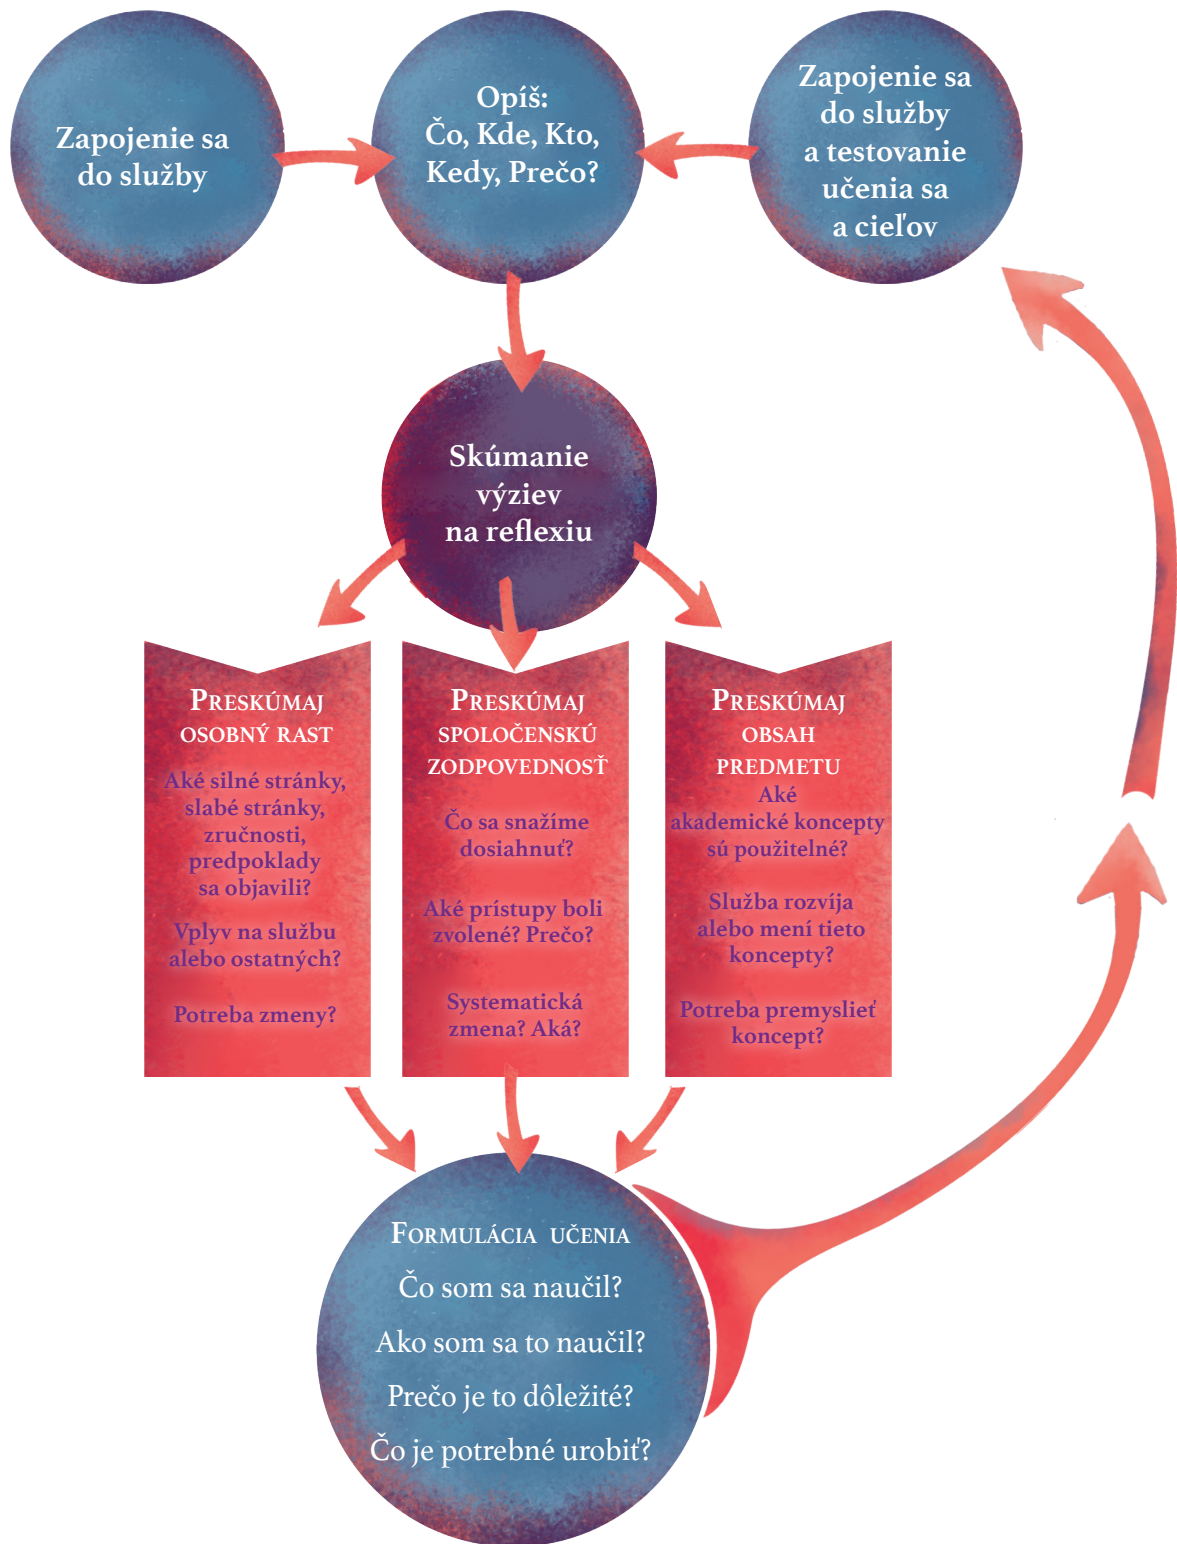 Zapojenie sa
do služby
Opíš:
Čo, Kde, Kto,
Kedy, Prečo?
Zapojenie sa
do služby
a testovanie
učenia sa
a cieľov
Skúmanie
výziev
na reflexiu
Preskúmaj
osobný rast
Aké silné stránky,
slabé stránky,
zručnosti,
predpoklady
sa objavili?
Vplyv na službu
alebo ostatných?
Potreba zmeny?
Preskúmaj
spoločenskú
zodpovednosť
Čo sa snažíme
dosiahnuť?
Aké prístupy boli
zvolené? Prečo?
Systematická
zmena? Aká?
Preskúmaj
obsah
predmetu
Aké
akademické koncepty
sú použitelné?
Služba rozvíja
alebo mení tieto
koncepty?
Potreba premyslieť
koncept?
Formulácia učenia
Čo som sa naučil?
Ako som sa to naučil?
Prečo je to dôležité?
Čo je potrebné urobiť?